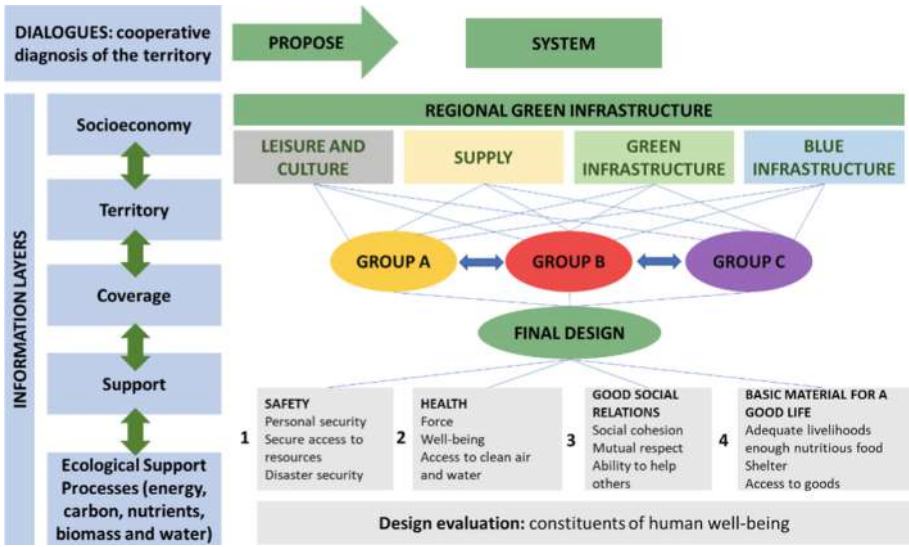 DIALOGUES: cooperative
diagnosis of the territory
PROPOSE
SYSTEM
INFORMATION LAYERS
Socioeconomy
Territory
Coverage
Support
Ecological Support
Processes (energy,
carbon, nutrients,
biomass and water)
REGIONAL GREEN INFRASTRUCTURE
LEISURE AND
CULTURE
SUPPLY
GREEN
INFRASTRUCTURE
BLUE
INFRASTRUCTURE
GROUP A
GROUP B
GROUP C
FINAL DESIGN
1
SAFETY
Personal security
Secure access to
resources
Disaster security
2
HEALTH
Force
Well-being
Access to clean air
and water
3
GOOD SOCIAL
RELATIONS
Social cohesion
Mutual respect
Ability to help
others
4
BASIC MATERIAL FOR A
GOOD LIFE
Adequate livelihoods
enough nutritious food
Shelter
Access to goods
Design evaluation: constituents of human well-being